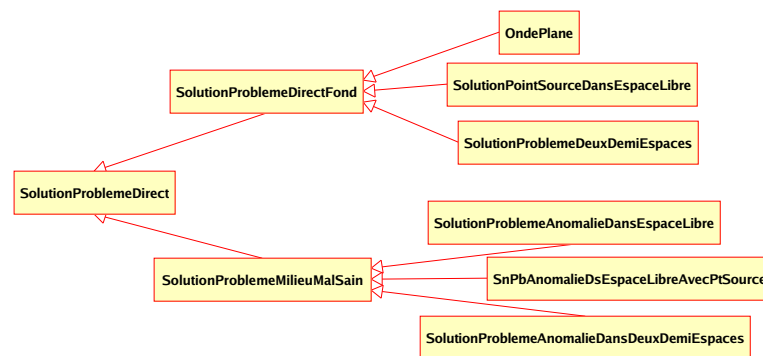 OndePlane
SolutionProblemeDirectFond
SolutionPointSourceDansEspaceLibre
SolutionProblemeDeuxDemiEspaces
SolutionProblemeDirect
SolutionProblemeAnomalieDansEspaceLibre
SolutionProblemeMilieuMalSain
SnPbAnomalieDsEspaceLibreAvecPtSource
SolutionProblemeAnomalieDansDeuxDemiEspaces